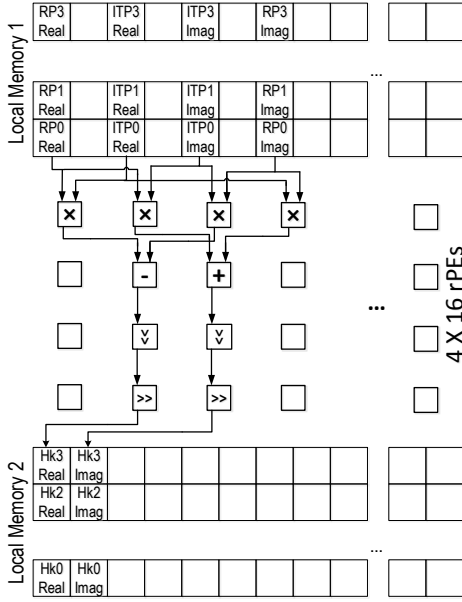 Local Memory 1
RP3 ITP3 ITP3 RP3
Real Real Imag Imag
...
RP1 ITP1 ITP1 RP1
Real Real Imag Imag
RP0 ITP0 ITP0 RP0
Real Real Imag Imag
× × × ×
- +
...
4 X 16 rPEs
>> >>
>> >>
Local Memory 2
Hk3 Hk3
Real Imag
Hk2 Hk2
Real Imag
...
Hk0 Hk0
Real Imag